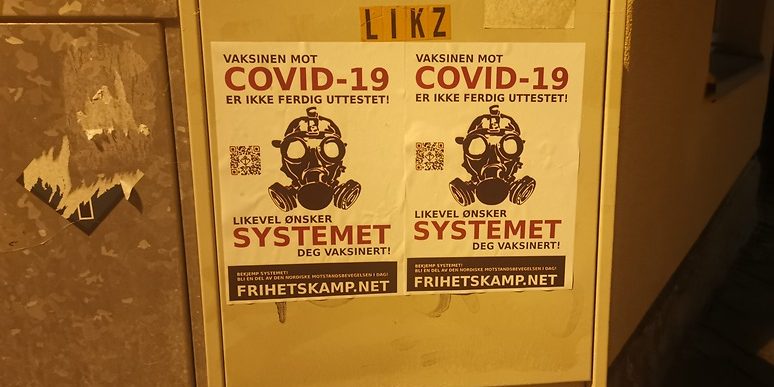 LIKZ
VAKSINEN MOT
COVID-19
ER IKKE FERDIG UTTESTET!
LIKEVEL ØNSKER
SYSTEMET
DEG VAKSINERT!
BEKJEMP SYSTEMET!
BLI EN DEL AV DEN NORDISKE MOTSTANDSBEVEGELSEN I DAG!
FRIHETSKAMP.NET
VAKSINEN MOT
COVID-19
ER IKKE FERDIG UTTESTET!
LIKEVEL ØNSKER
SYSTEMET
DEG VAKSINERT!
BEKJEMP SYSTEMET!
BLI EN DEL AV DEN NORDISKE MOTSTANDSBEVEGELSEN I DAG!
FRIHETSKAMP.NET